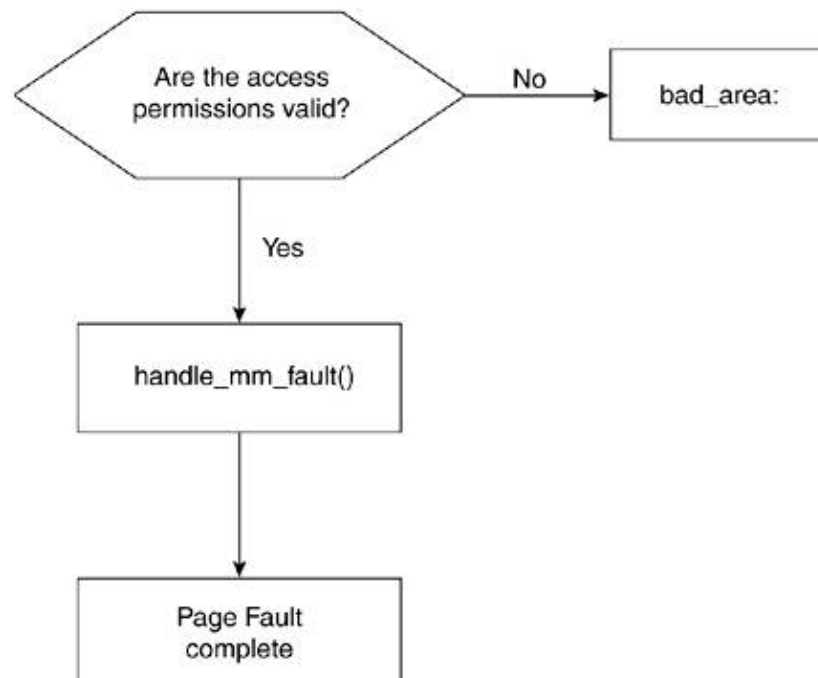 Are the access
permissions valid?
No
bad_area:
Yes
handle_mm_fault()
Page Fault
complete